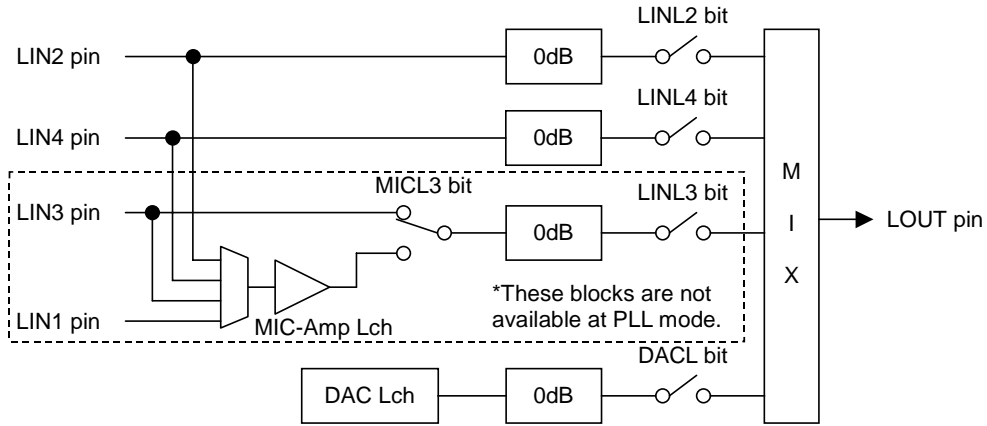 LINL2 bit
LIN2 pin
0dB
LINL4 bit
LIN4 pin
0dB
M
I
X
MICL3 bit
LINL3 bit
LIN3 pin
0dB
LOUT pin
*These blocks are not
available at PLL mode.
LIN1 pin
MIC-Amp Lch
DACL bit
DAC Lch
0dB